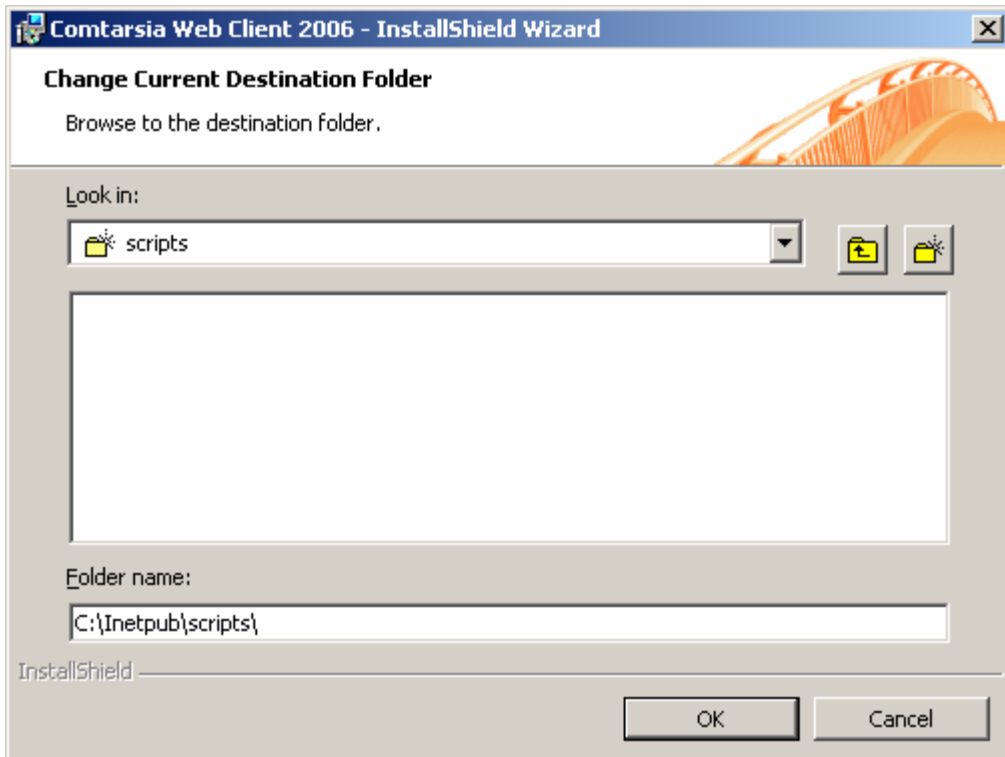 Comtarsia Web Client 2006 - InstallShield Wizard
Change Current Destination Folder
Browse to the destination folder.
Look in:
scripts
Folder name:
C:\Inetpub\scripts\
InstallShield
OK Cancel